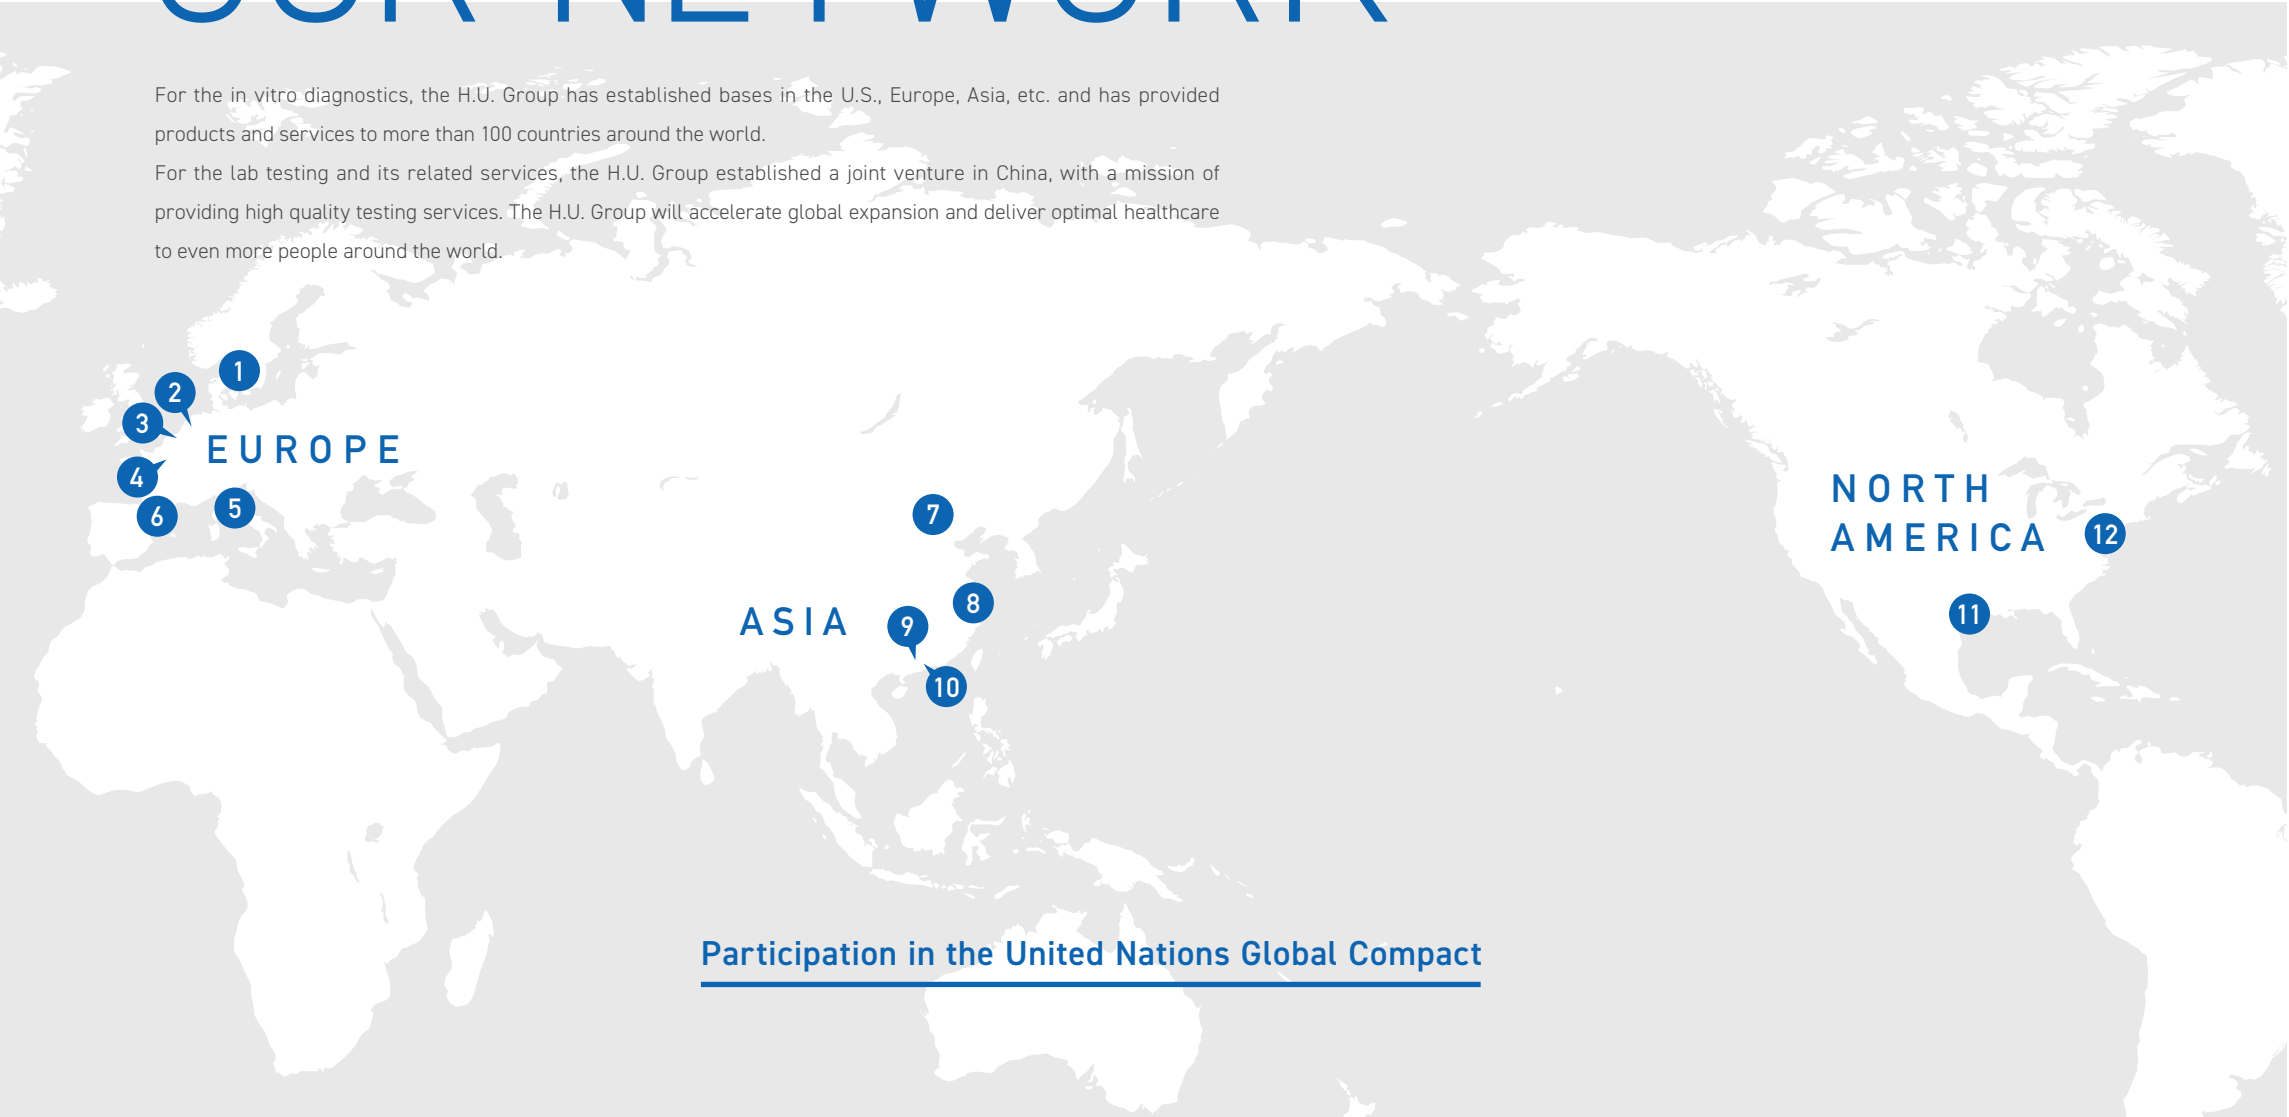 OUR NETWORK
For the in vitro diagnostics, the H.U. Group has established bases in the U.S., Europe, Asia, etc. and has provided
products and services to more than 100 countries around the world.
For the lab testing and its related services, the H.U. Group established a joint venture in China, with a mission of
providing high quality testing services. The H.U. Group will accelerate global expansion and deliver optimal healthcare
to even more people around the world.
1
2
3
EUROPE
4
5
6
7
8
ASIA
9
10
NORTH
AMERICA
12
11
Participation in the United Nations Global Compact